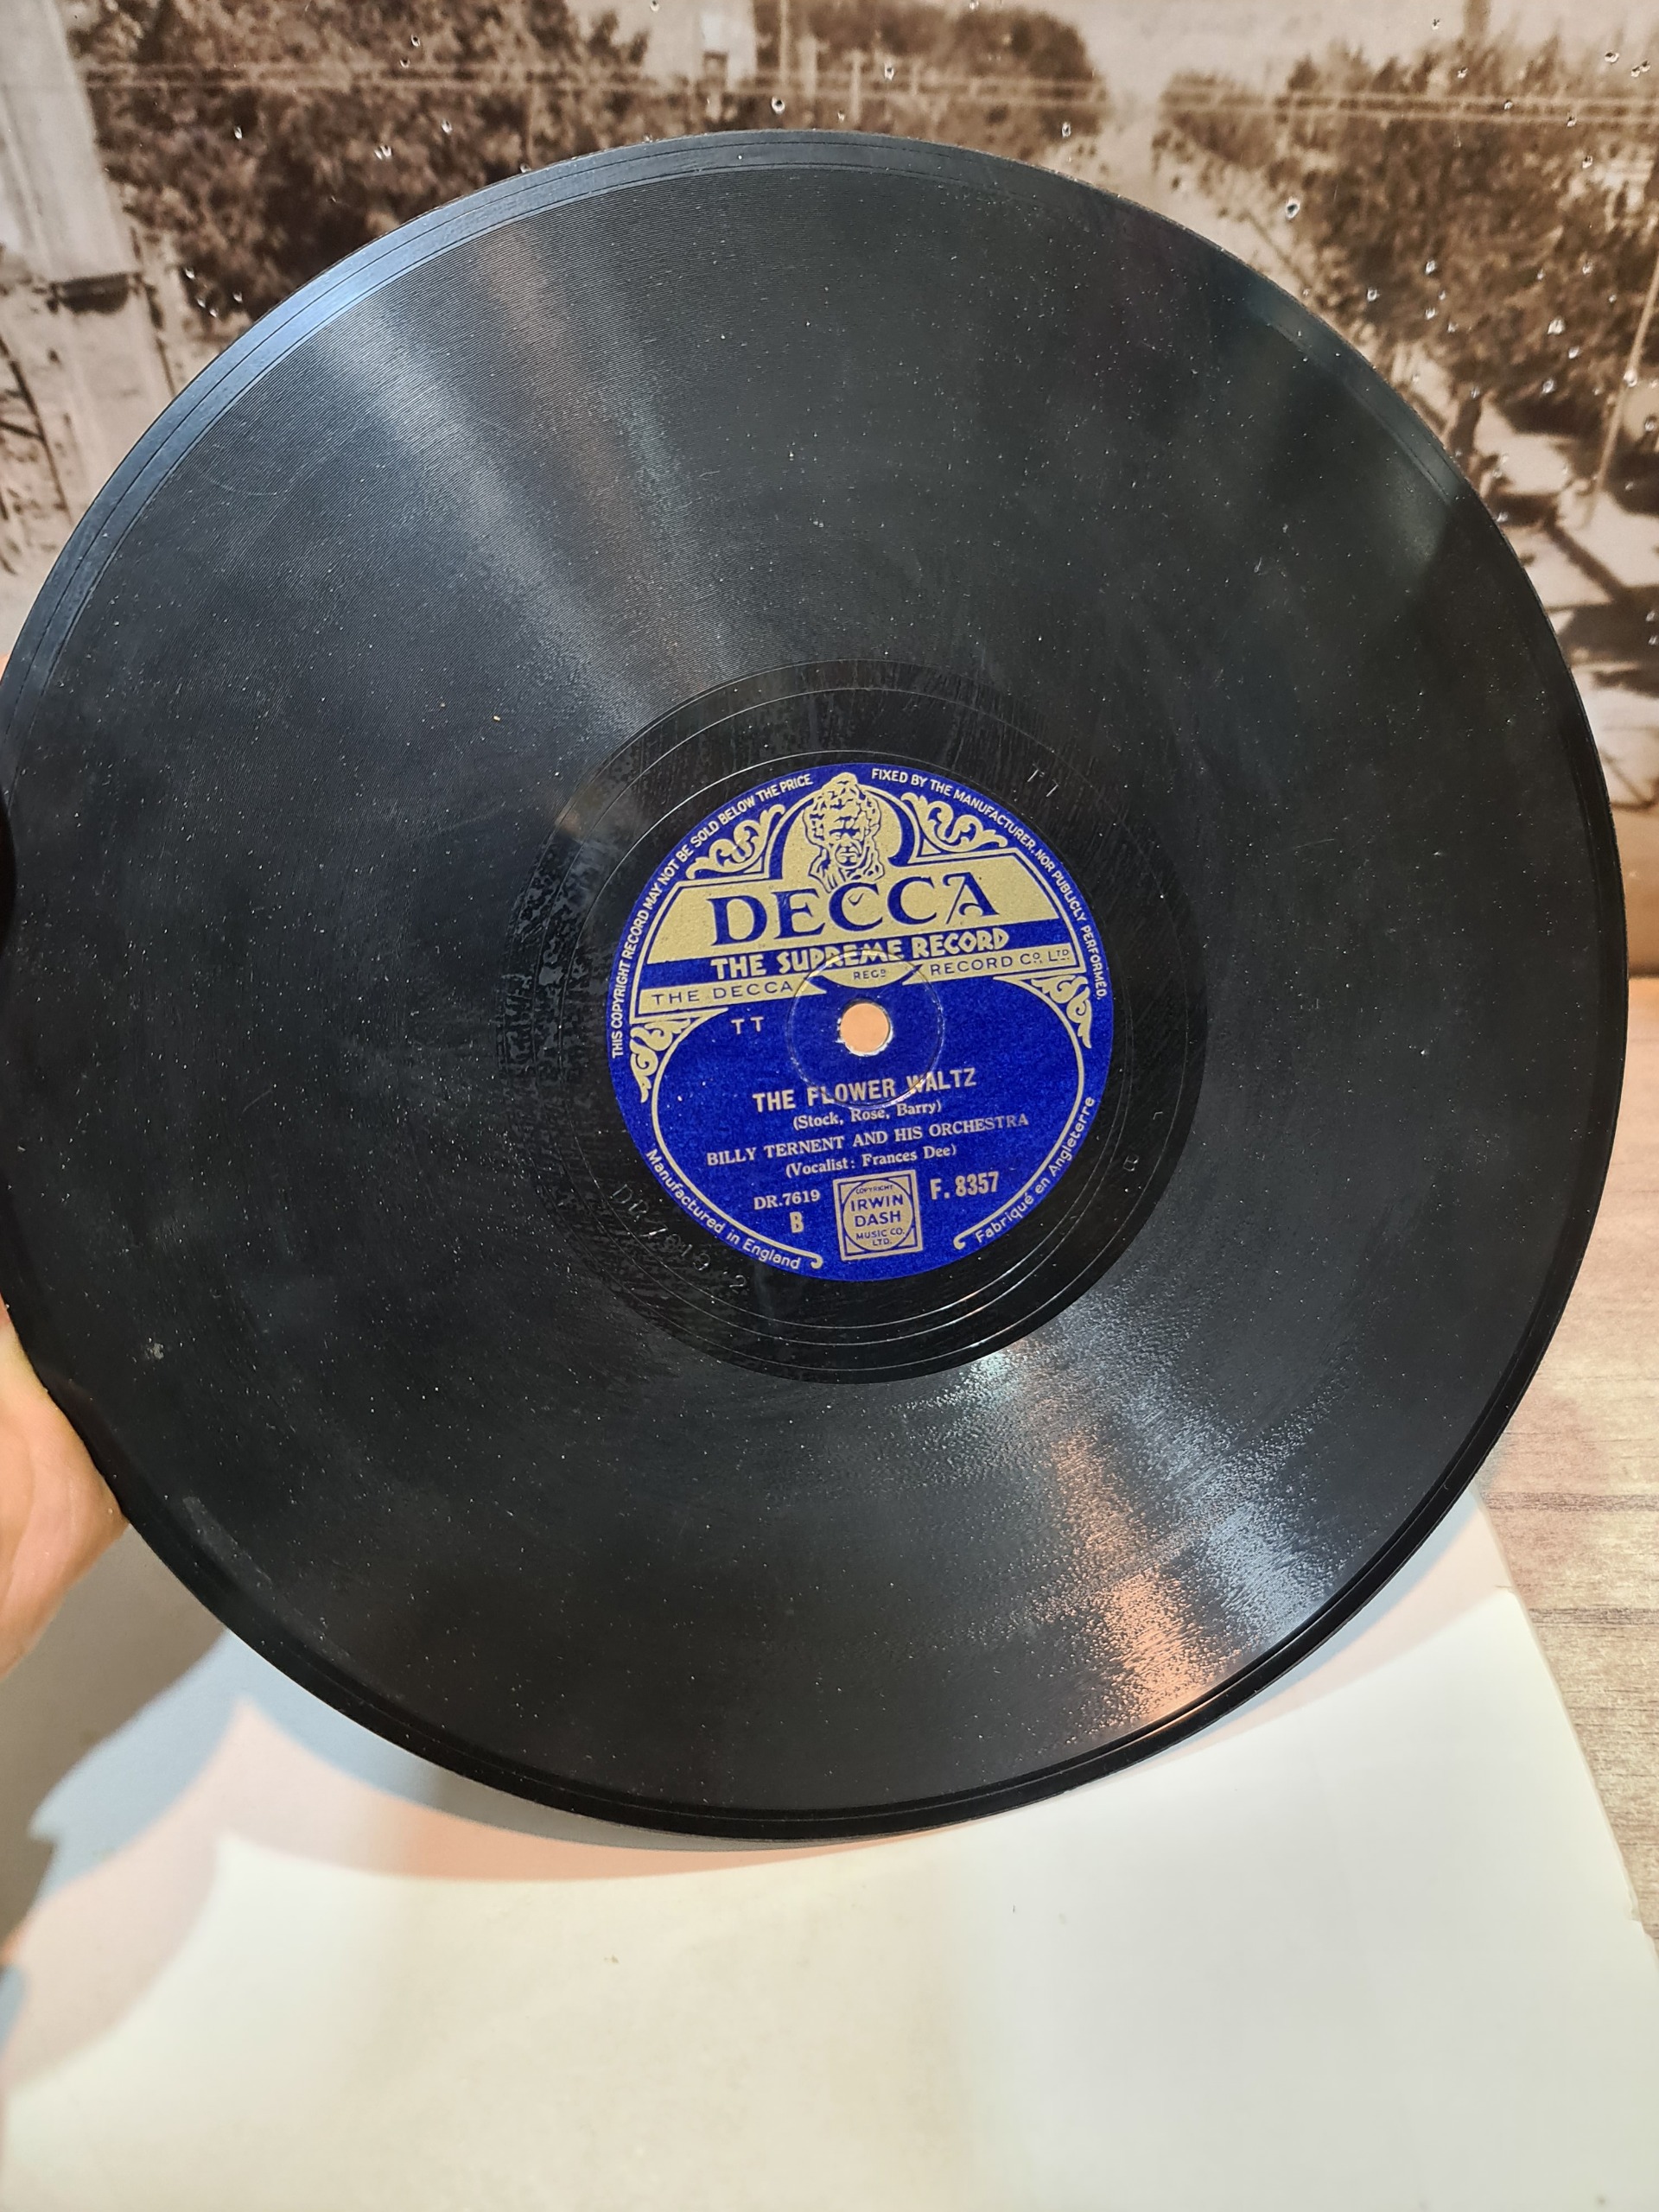 THIS COPYRIGHT RECORD MAY NOT BE SOLD BELOW THE PRICE FIXED BY THE MANUFACTURER, NOR PUBLICLY PERFORMED.
DECCA
THE SUPREME RECORD
REGD
THE DECCA RECORD CO. LTD.
TT
THE FLOWER WALTZ
(Stock, Rose, Barry)
BILLY TERNENT AND HIS ORCHESTRA
(Vocalist: Frances Dee)
DR.7619
B
COPYRIGHT
IRWIN
DASH
MUSIC CO.
LTD.
F. 8357
Manufactured in England
Fabriqué en Angleterre
TT
DR7619 2